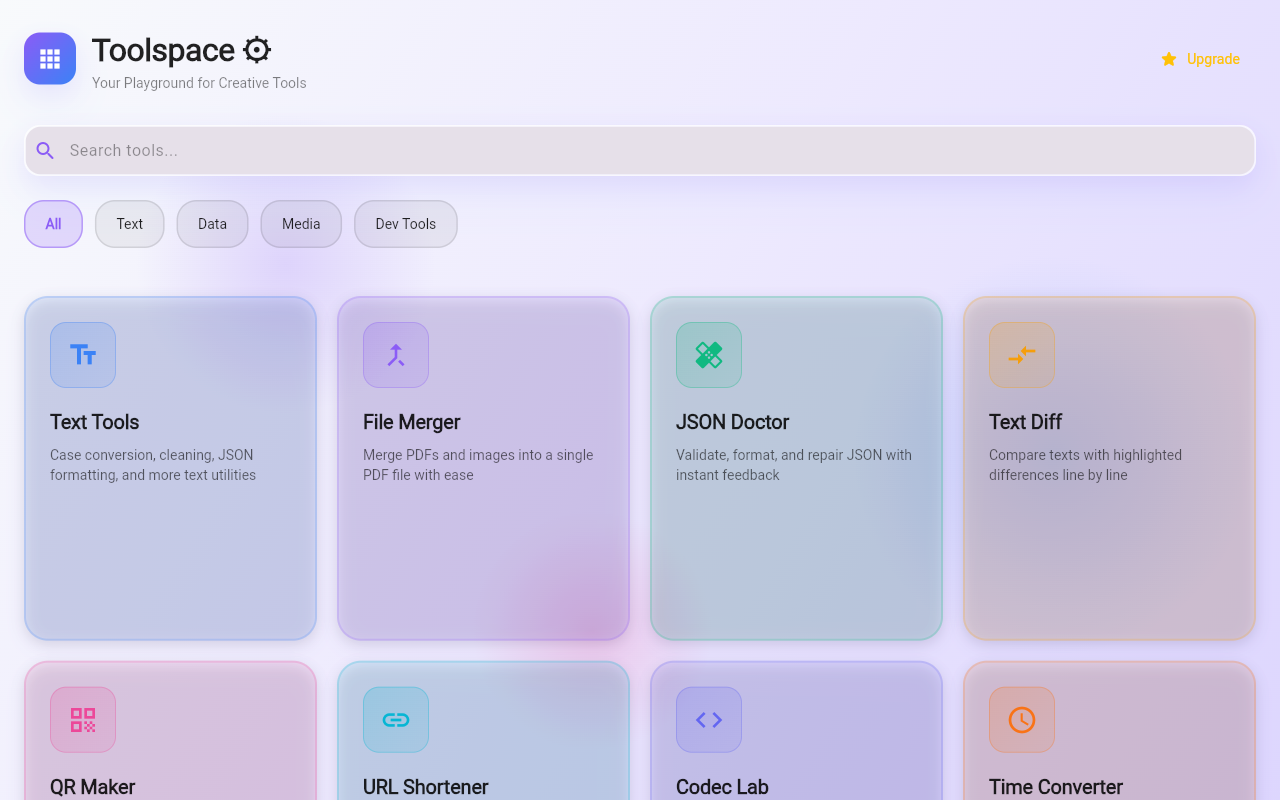 Toolspace ⚙
Your Playground for Creative Tools
Upgrade
Search tools...
All
Text
Data
Media
Dev Tools
Text Tools
Case conversion, cleaning, JSON
formatting, and more text utilities
File Merger
Merge PDFs and images into a single
PDF file with ease
JSON Doctor
Validate, format, and repair JSON with
instant feedback
Text Diff
Compare texts with highlighted
differences line by line
QR Maker
URL Shortener
Codec Lab
Time Converter